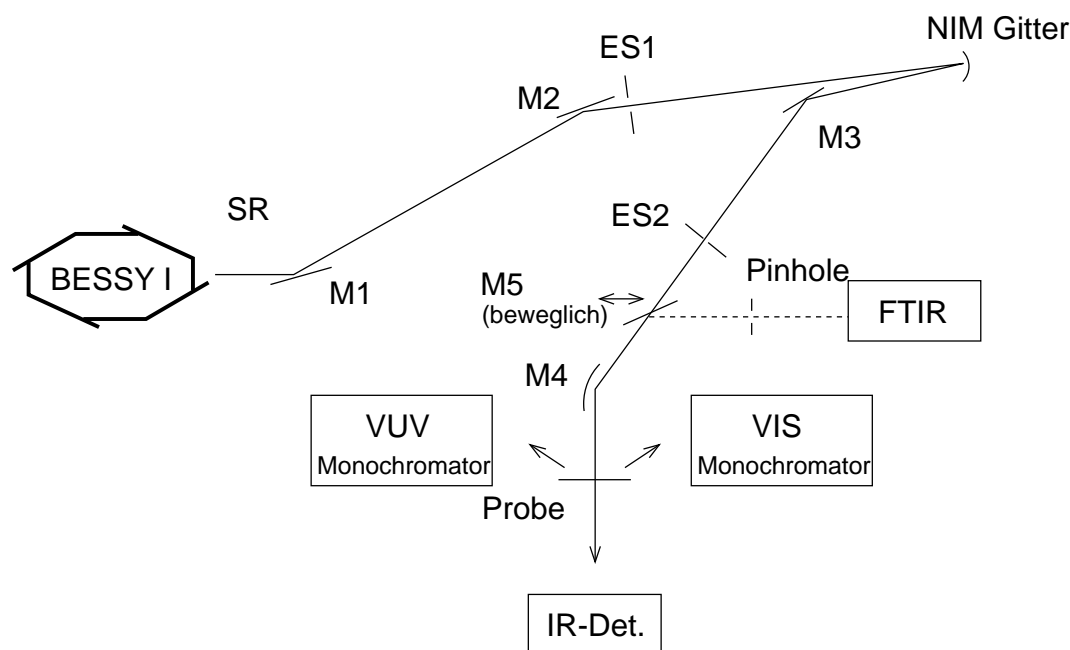 NIM Gitter
ES1
M2
M3
SR
ES2
BESSY I
M1
Pinhole
M5
(beweglich)
FTIR
M4
VUV
Monochromator
VIS
Monochromator
Probe
IR-Det.